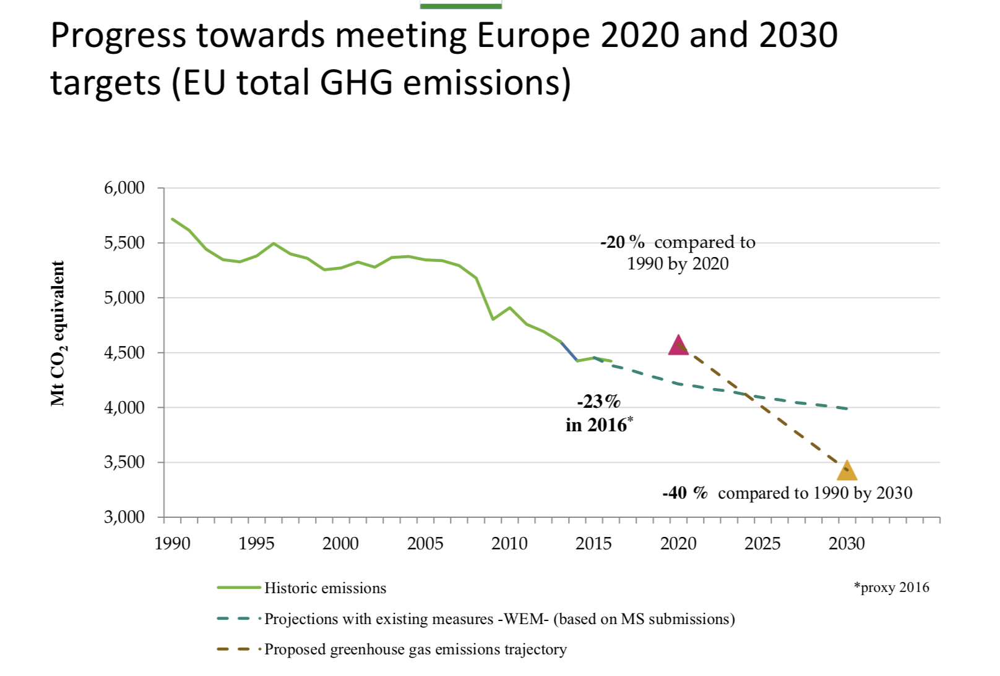 Progress towards meeting Europe 2020 and 2030
targets (EU total GHG emissions)
6,000
5,500
5,000
4,500
4,000
3,500
3,000
Mt CO₂ equivalent
-20 % compared to
1990 by 2020
-23%
in 2016*
-40 % compared to 1990 by 2030
1990 1995 2000 2005 2010 2015 2020 2025 2030
Historic emissions
*proxy 2016
Projections with existing measures -WEM- (based on MS submissions)
Proposed greenhouse gas emissions trajectory